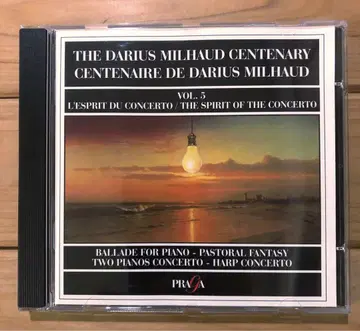 THE DARIUS MILHAUD CENTENARY
CENTENAIRE DE DARIUS MILHAUD
VOL. 5
L'ESPRIT DU CONCERTO / THE SPIRIT OF THE CONCERTO
BALLADE FOR PIANO - PASTORAL FANTASY
TWO PIANOS CONCERTO - HARP CONCERTO
PRAGA